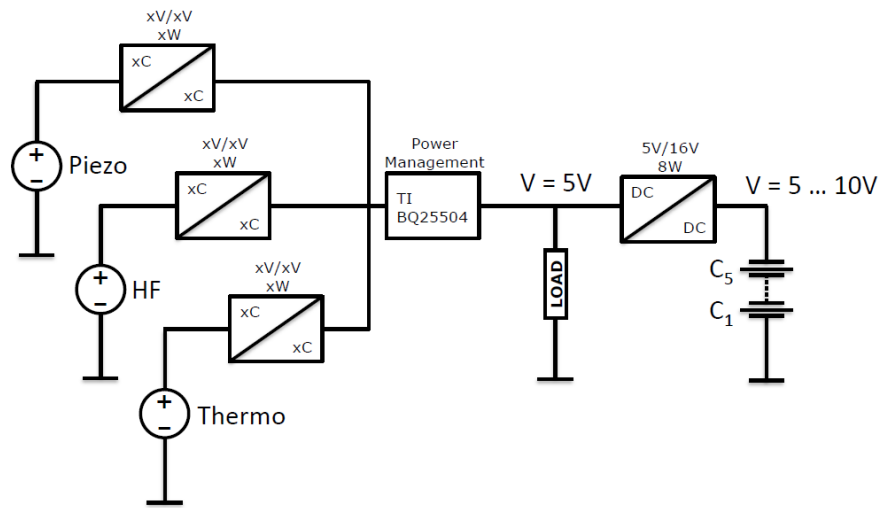 xV/xV
xW
xC
xC
+
−
Piezo
xV/xV
xW
xC
xC
+
−
HF
xV/xV
xW
xC
xC
+
−
Thermo
Power
Management
TI
BQ25504
V = 5V
LOAD
5V/16V
8W
DC
DC
V = 5 ... 10V
C5
C1